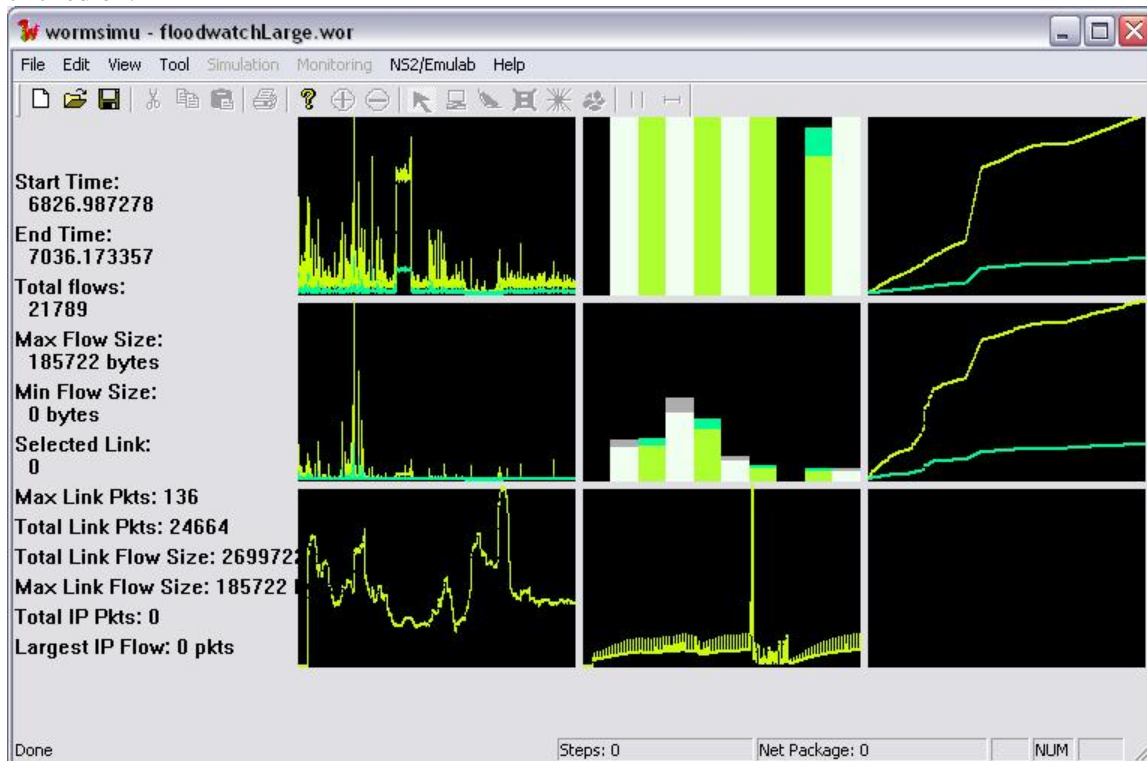 wormsimu - floodwatchLarge.wor
File Edit View Tool Simulation Monitoring NS2/Emulab Help
Start Time:
6826.987278
End Time:
7036.173357
Total flows:
21789
Max Flow Size:
185722 bytes
Min Flow Size:
0 bytes
Selected Link:
0
Max Link Pkts: 136
Total Link Pkts: 24664
Total Link Flow Size: 2699722
Max Link Flow Size: 185722
Total IP Pkts: 0
Largest IP Flow: 0 pkts
Done Steps: 0 Net Package: 0 NUM